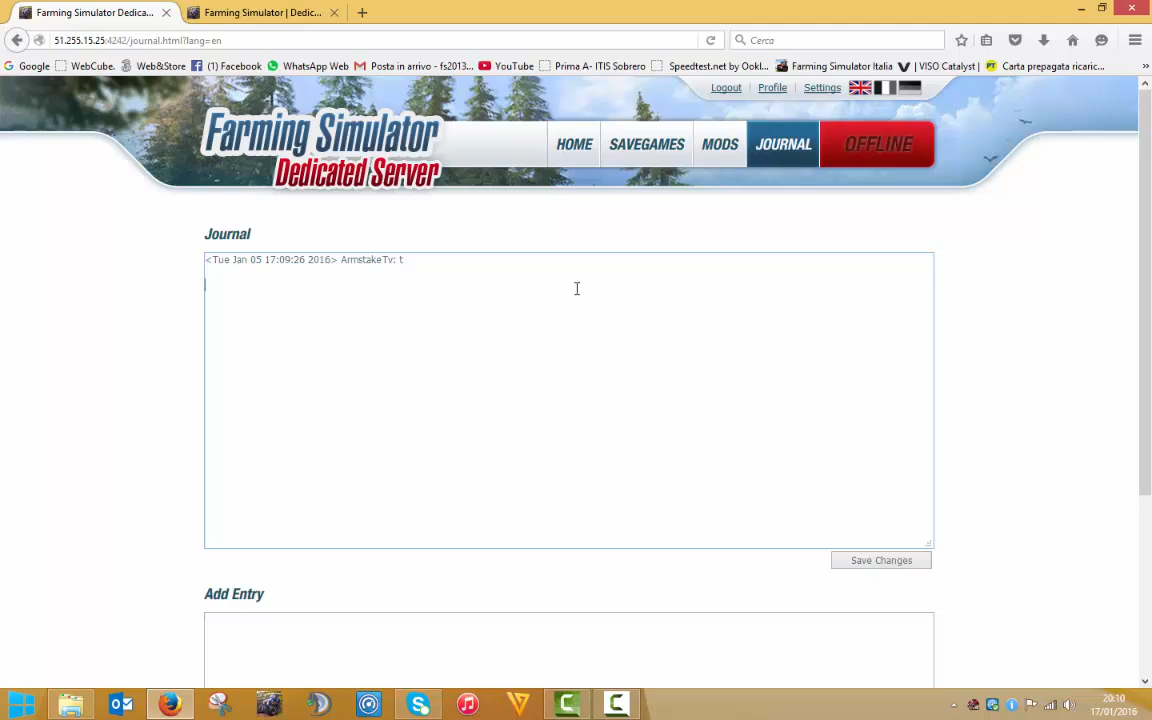 Farming Simulator Dedica...
Farming Simulator | Dedic...
51.255.15.25:4242/journal.html?lang=en
Cerca
Google
WebCube.
Web&Store
(1) Facebook
WhatsApp Web
Posta in arrivo - fs2013...
YouTube
Prima A- ITIS Sobrero
Speedtest.net by Ookl...
Farming Simulator Italia
| VISO Catalyst |
Carta prepagata ricaric...
Logout
Profile
Settings
Farming Simulator
Dedicated Server
HOME
SAVEGAMES
MODS
JOURNAL
OFFLINE
Journal
<Tue Jan 05 17:09:26 2016> ArmstakeTv: t
Save Changes
Add Entry
20:10
17/01/2016